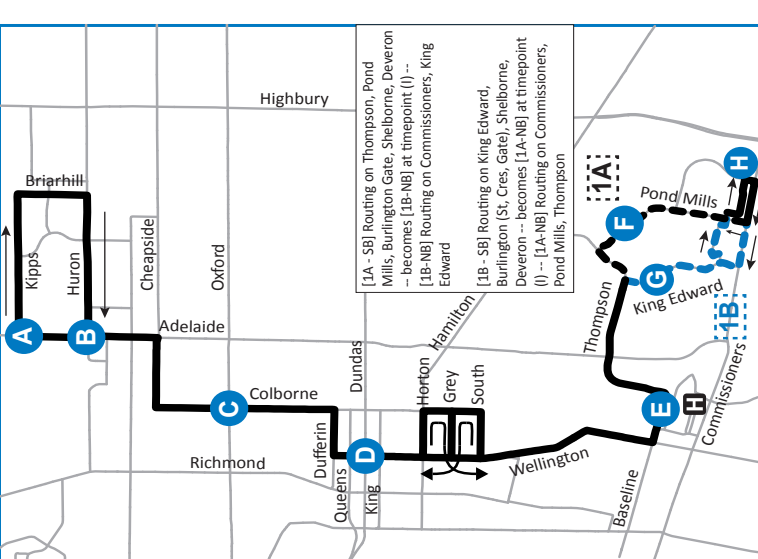 Highbury
Briarhill
Kipps
Huron
Cheapside
Oxford
A
B
Adelaide
C
Colborne
Dundas
Dufferin
Richmond
Queens
King
D
Horton
Grey
South
Hamilton
Wellington
Baseline
Thompson
E
H
Commissioners
King Edward
1B
G
F
Pond Mills
1A
H
[1A - SB] Routing on Thompson, Pond
Mills, Burlington Gate, Shelborne, Deveron
-- becomes [1B-NB] at timepoint (I) --
[1B-NB] Routing on Commissioners, King
Edward
[1B - SB] Routing on King Edward,
Burlington (St, Cres, Gate), Shelborne,
Deveron -- becomes [1A-NB] at timepoint
(I) -- [1A-NB] Routing on Commissioners,
Pond Mills, Thompson